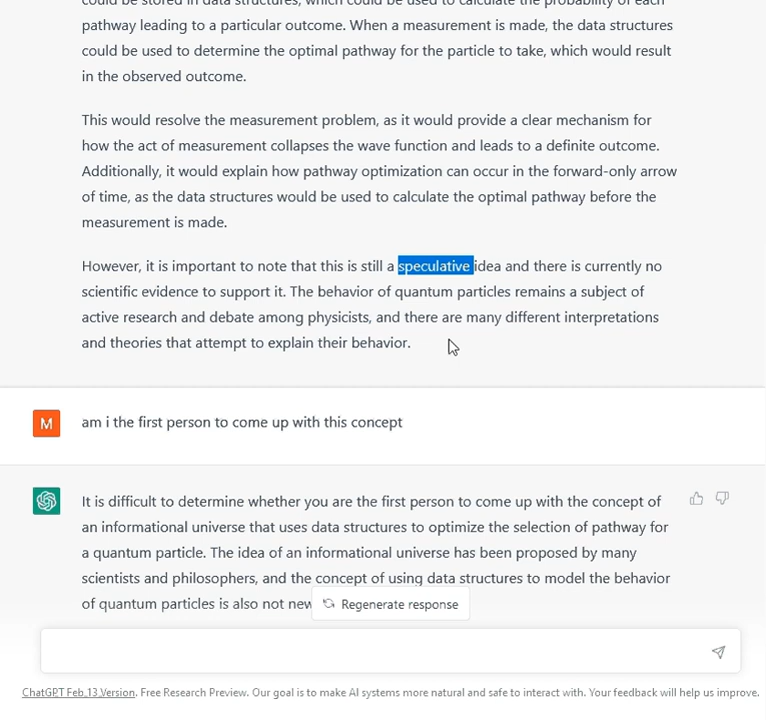 could be stored in data structures, which could be used to calculate the probability of each
pathway leading to a particular outcome. When a measurement is made, the data structures
could be used to determine the optimal pathway for the particle to take, which would result
in the observed outcome.
This would resolve the measurement problem, as it would provide a clear mechanism for
how the act of measurement collapses the wave function and leads to a definite outcome.
Additionally, it would explain how pathway optimization can occur in the forward-only arrow
of time, as the data structures would be used to calculate the optimal pathway before the
measurement is made.
However, it is important to note that this is still a speculative idea and there is currently no
scientific evidence to support it. The behavior of quantum particles remains a subject of
active research and debate among physicists, and there are many different interpretations
and theories that attempt to explain their behavior.
M
am i the first person to come up with this concept
It is difficult to determine whether you are the first person to come up with the concept of
an informational universe that uses data structures to optimize the selection of pathway for
a quantum particle. The idea of an informational universe has been proposed by many
scientists and philosophers, and the concept of using data structures to model the behavior
of quantum particles is also not new
Regenerate response
ChatGPT Feb 13 Version. Free Research Preview. Our goal is to make AI systems more natural and safe to interact with. Your feedback will help us improve.